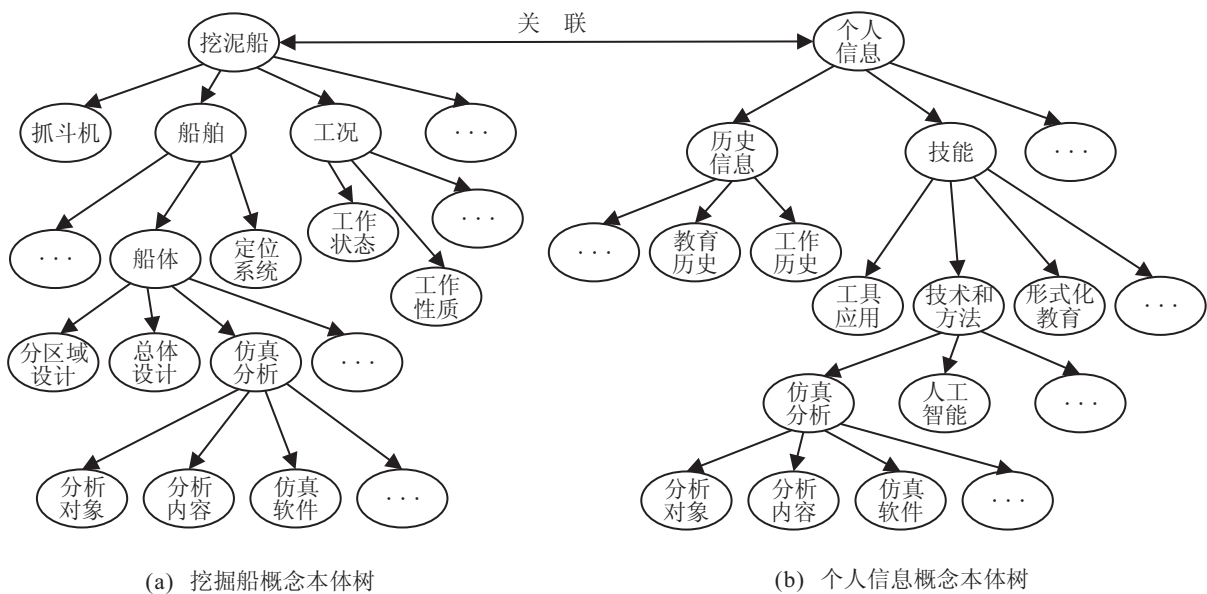 关 联
挖泥船
个人
信息
抓斗机
船舶
工况
···
历史
信息
技能
···
···
船体
定位
系统
工作
状态
···
工作
性质
···
教育
历史
工作
历史
工具
应用
技术和
方法
形式化
教育
···
分区域
设计
总体
设计
仿真
分析
···
仿真
分析
人工
智能
···
分析
对象
分析
内容
仿真
软件
···
分析
对象
分析
内容
仿真
软件
···
(a) 挖掘船概念本体树
(b) 个人信息概念本体树